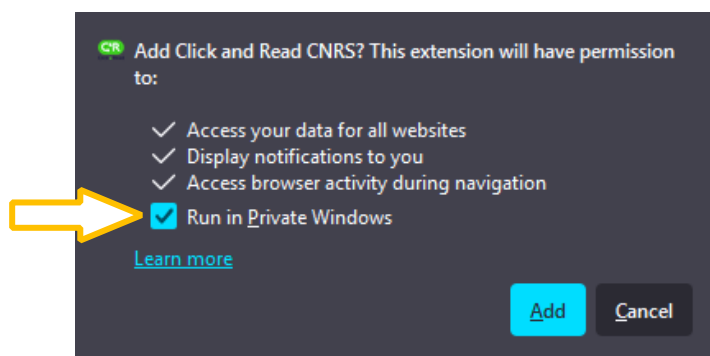 C&R Add Click and Read CNRS? This extension will have permission
to:
Access your data for all websites
Display notifications to you
Access browser activity during navigation
Run in Private Windows
Learn more
Add Cancel